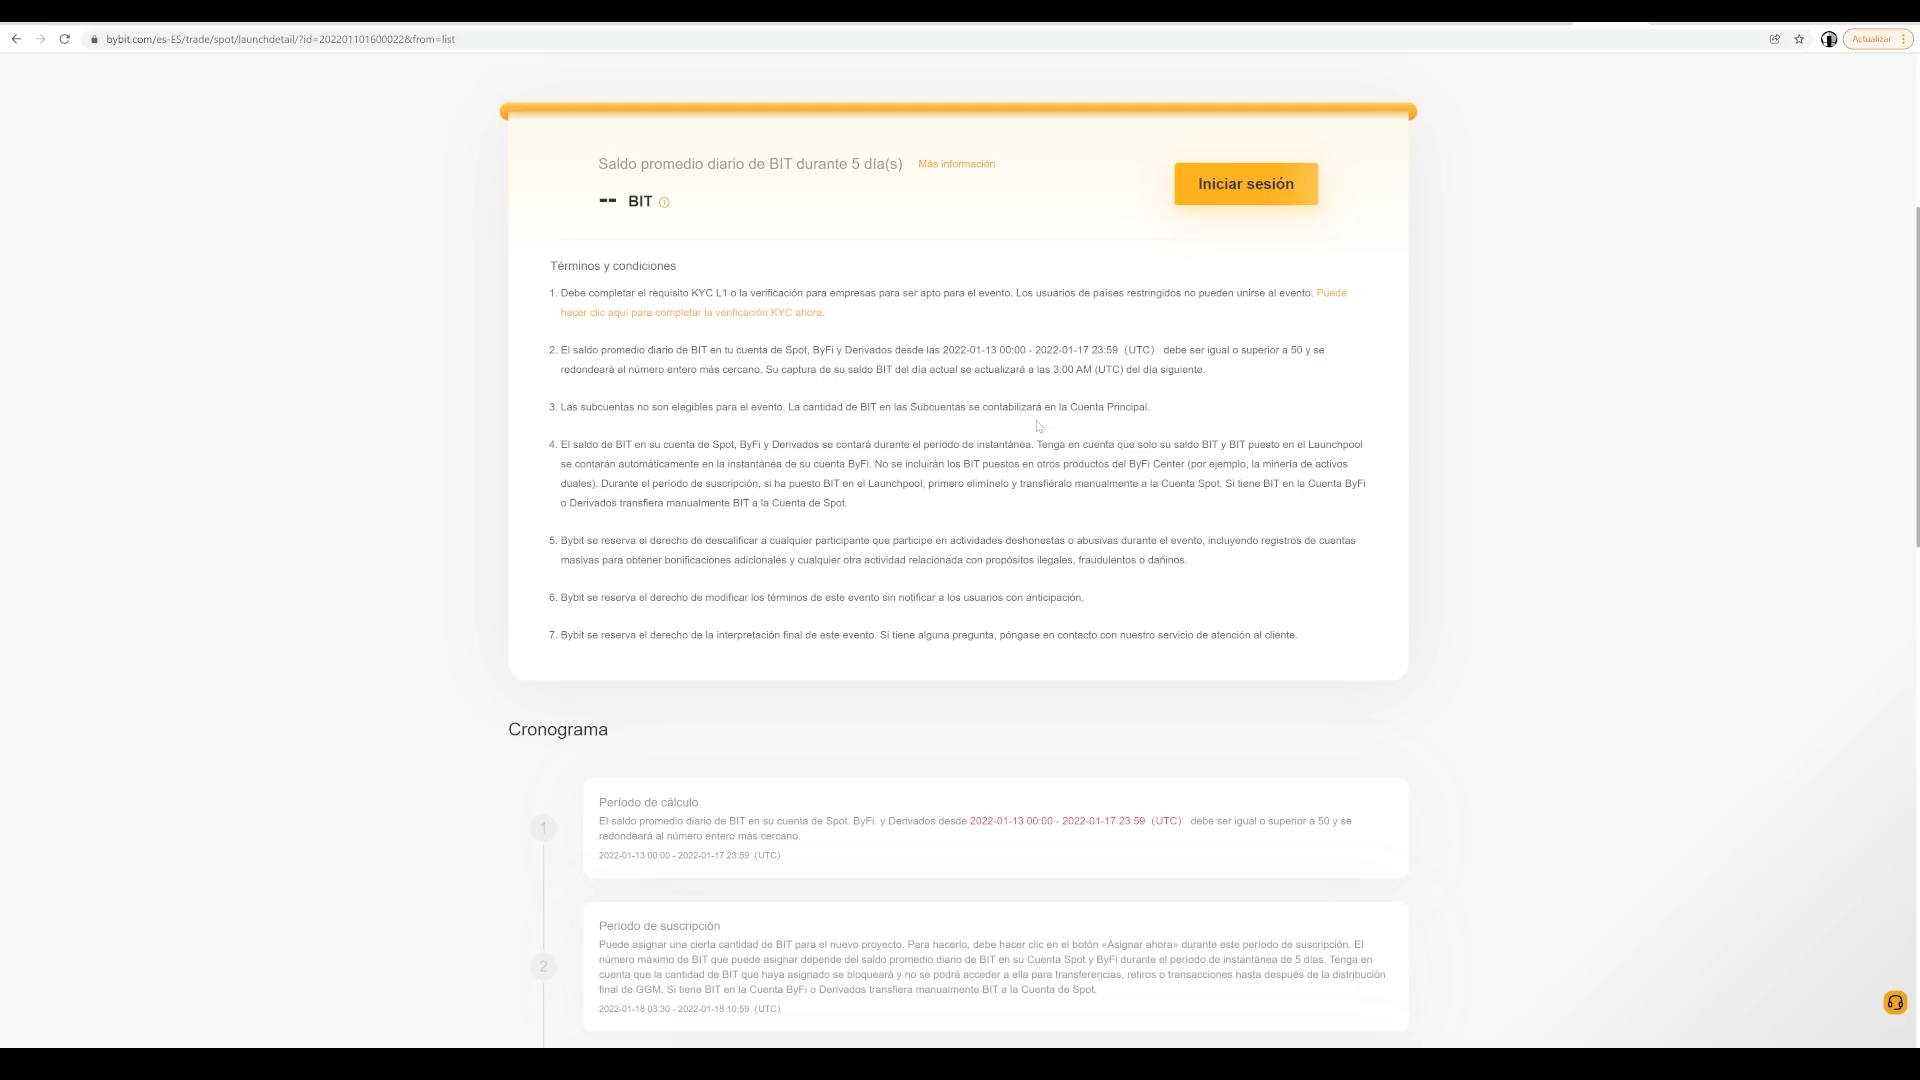 bybit.com/es-ES/trade/spot/launchdetail/?id=202201101600022&from=list
Actualizar
Saldo promedio diario de BIT durante 5 día(s) Más información
-- BIT
Iniciar sesión
Términos y condiciones
1. Debe completar el requisito KYC L1 o la verificación para empresas para ser apto para el evento. Los usuarios de países restringidos no pueden unirse al evento. Puede
hacer clic aquí para completar la verificación KYC ahora.
2. El saldo promedio diario de BIT en tu cuenta de Spot, ByFi y Derivados desde las 2022-01-13 00:00 - 2022-01-17 23:59（UTC） debe ser igual o superior a 50 y se
redondeará al número entero más cercano. Su captura de su saldo BIT del día actual se actualizará a las 3:00 AM (UTC) del día siguiente.
3. Las subcuentas no son elegibles para el evento. La cantidad de BIT en las Subcuentas se contabilizará en la Cuenta Principal.
4. El saldo de BIT en su cuenta de Spot, ByFi y Derivados se contará durante el período de instantánea. Tenga en cuenta que solo su saldo BIT y BIT puesto en el Launchpool
se contarán automáticamente en la instantánea de su cuenta ByFi. No se incluirán los BIT puestos en otros productos del ByFi Center (por ejemplo, la minería de activos
duales). Durante el período de suscripción, si ha puesto BIT en el Launchpool, primero elimínelo y transfiéralo manualmente a la Cuenta Spot. Si tiene BIT en la Cuenta ByFi
o Derivados transfiera manualmente BIT a la Cuenta de Spot.
5. Bybit se reserva el derecho de descalificar a cualquier participante que participe en actividades deshonestas o abusivas durante el evento, incluyendo registros de cuentas
masivas para obtener bonificaciones adicionales y cualquier otra actividad relacionada con propósitos ilegales, fraudulentos o dañinos.
6. Bybit se reserva el derecho de modificar los términos de este evento sin notificar a los usuarios con anticipación.
7. Bybit se reserva el derecho de la interpretación final de este evento. Si tiene alguna pregunta, póngase en contacto con nuestro servicio de atención al cliente.
Cronograma
1
Período de cálculo
El saldo promedio diario de BIT en su cuenta de Spot. ByFi. y Derivados desde 2022-01-13 00:00 - 2022-01-17 23:59（UTC） debe ser igual o superior a 50 y se
redondeará al número entero más cercano.
2022-01-13 00:00 - 2022-01-17 23:59（UTC）
2
Periodo de suscripción
Puede asignar una cierta cantidad de BIT para el nuevo proyecto. Para hacerlo, debe hacer clic en el botón «Asignar ahora» durante este período de suscripción. El
número máximo de BIT que puede asignar depende del saldo promedio diario de BIT en su Cuenta Spot y ByFi durante el período de instantánea de 5 días. Tenga en
cuenta que la cantidad de BIT que haya asignado se bloqueará y no se podrá acceder a ella para transferencias, retiros o transacciones hasta después de la distribución
final de GGM. Si tiene BIT en la Cuenta ByFi o Derivados transfiera manualmente BIT a la Cuenta de Spot.
2022-01-18 03:30 - 2022-01-18 10:59（UTC）